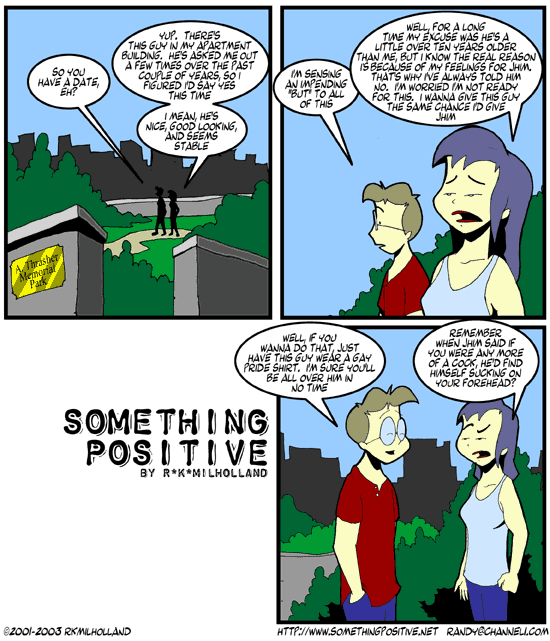 SO YOU
HAVE A DATE,
EH?
YUP. THERE'S
THIS GUY IN MY APARTMENT
BUILDING. HE'S ASKED ME OUT
A FEW TIMES OVER THE PAST
COUPLE OF YEARS, SO I
FIGURED I'D SAY YES
THIS TIME
I MEAN, HE'S
NICE, GOOD LOOKING,
AND SEEMS
STABLE
A. Thrasher
Memorial
Park
I'M SENSING
AN IMPENDING
"BUT" TO ALL
OF THIS
WELL, FOR A LONG
TIME MY EXCUSE WAS HE'S A
LITTLE OVER TEN YEARS OLDER
THAN ME, BUT I KNOW THE REAL REASON
IS BECAUSE OF MY FEELINGS FOR JHIM.
THAT'S WHY I'VE ALWAYS TOLD HIM
NO. I'M WORRIED I'M NOT READY
FOR THIS. I WANNA GIVE THIS GUY
THE SAME CHANCE I'D GIVE
JHIM
WELL, IF YOU
WANNA DO THAT, JUST
HAVE THIS GUY WEAR A GAY
PRIDE SHIRT. I'M SURE YOU'LL
BE ALL OVER HIM IN
NO TIME
REMEMBER
WHEN JHIM SAID IF
YOU WERE ANY MORE
OF A COCK, HE'D FIND
HIMSELF SUCKING ON
YOUR FOREHEAD?
SOMETHING
POSITIVE
BY R*K*MILHOLLAND
©2001-2003 RKMILHOLLAND
HTTP://WWW.SOMETHINGPOSITIVE.NET RANDY@CHANNEL1.COM